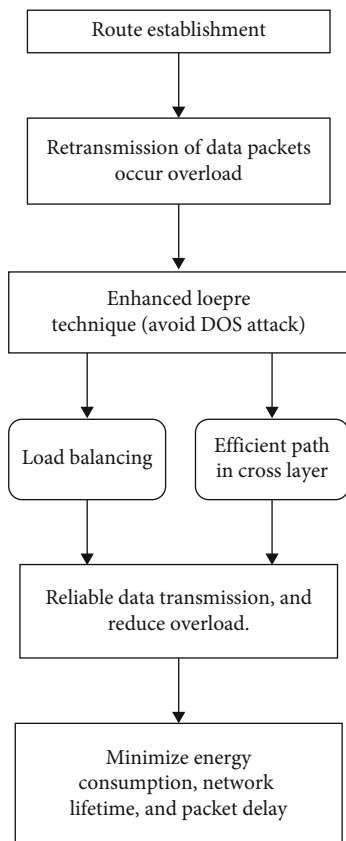 Route establishment
Retransmission of data packets
occur overload
Enhanced loepre
technique (avoid DOS attack)
Load balancing
Efficient path
in cross layer
Reliable data transmission, and
reduce overload.
Minimize energy
consumption, network
lifetime, and packet delay